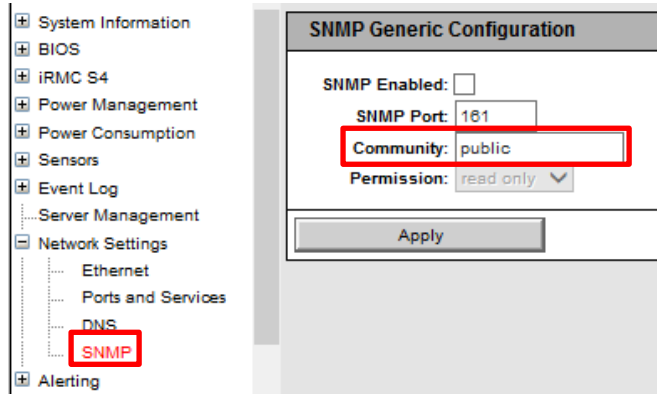 System Information
BIOS
iRMC S4
Power Management
Power Consumption
Sensors
Event Log
Server Management
Network Settings
Ethernet
Ports and Services
DNS
SNMP
Alerting
SNMP Generic Configuration
SNMP Enabled:
SNMP Port: 161
Community: public
Permission: read only
Apply